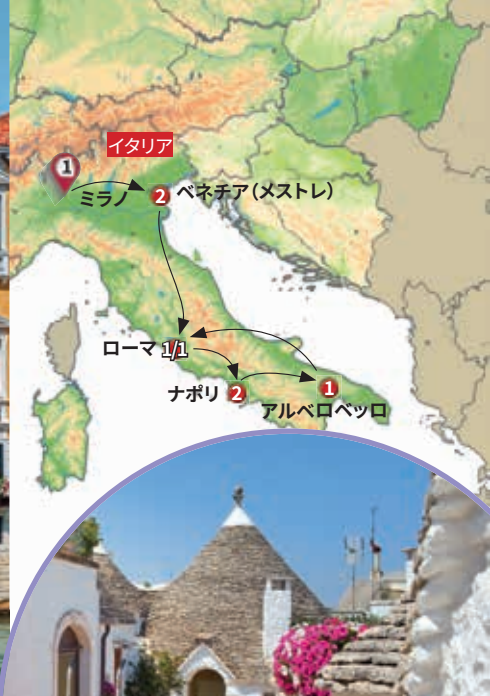 イタリア
1
ミラノ
2
ベネチア(メストレ)
ローマ 1/1
ナポリ 2
1
アルベロベッロ